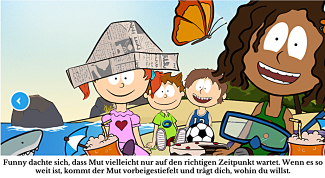 Funny dachte sich, dass Mut vielleicht nur auf den richtigen Zeitpunkt wartet. Wenn es so
weit ist, kommt der Mut vorbeigestiefelt und trägt dich, wohin du willst.